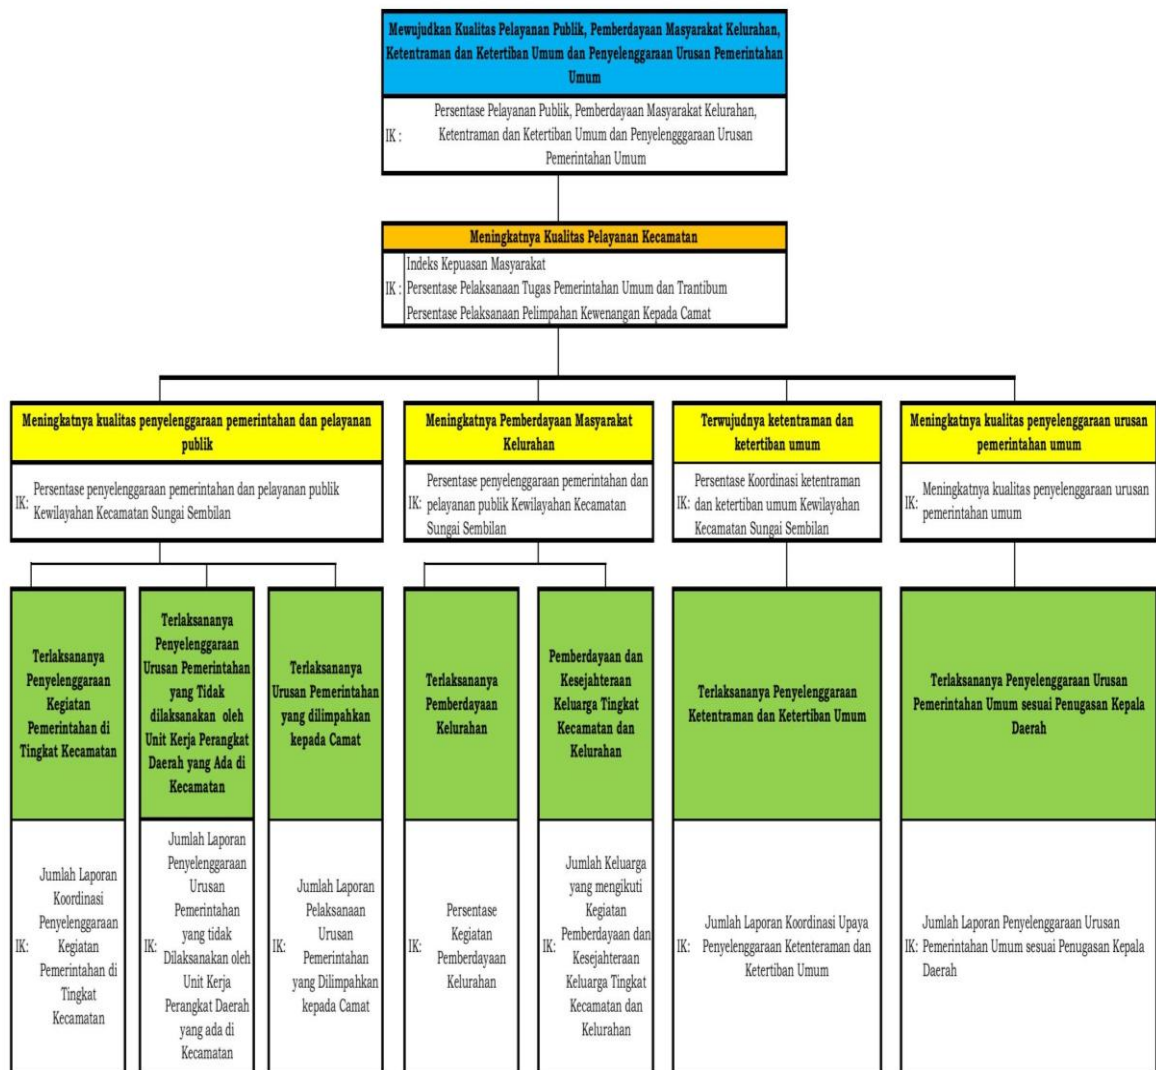 Mewujudkan Kualitas Pelayanan Publik, Pemberdayaan Masyarakat Kelurahan,
Ketentraman dan Ketertiban Umum dan Penyelenggaraan Urusan Pemerintahan
Umum
Persentase Pelayanan Publik, Pemberdayaan Masyarakat Kelurahan,
IK : Ketentraman dan Ketertiban Umum dan Penyelengggaraan Urusan
Pemerintahan Umum
Meningkatnya Kualitas Pelayanan Kecamatan
Indeks Kepuasan Masyarakat
IK : Persentase Pelaksanaan Tugas Pemerintahan Umum dan Trantibum
Persentase Pelaksanaan Pelimpahan Kewenangan Kepada Camat
Meningkatnya kualitas penyelenggaraan pemerintahan dan pelayanan
publik
IK: Persentase penyelenggaraan pemerintahan dan pelayanan publik
Kewilayahan Kecamatan Sungai Sembilan
Meningkatnya Pemberdayaan Masyarakat
Kelurahan
Persentase penyelenggaraan pemerintahan dan
IK: pelayanan publik Kewilayahan Kecamatan
Sungai Sembilan
Terwujudnya ketentraman dan
ketertiban umum
Persentase Koordinasi ketentraman
IK: dan ketertiban umum Kewilayahan
Kecamatan Sungai Sembilan
Meningkatnya kualitas penyelenggaraan urusan
pemerintahan umum
IK: Meningkatnya kualitas penyelenggaraan urusan
pemerintahan umum
Terlaksananya
Penyelenggaraan
Kegiatan
Pemerintahan di
Tingkat Kecamatan
Jumlah Laporan
Koordinasi
Penyelenggaraan
IK: Kegiatan
Pemerintahan di
Tingkat
Kecamatan
Terlaksananya
Penyelenggaraan
Urusan Pemerintahan
yang Tidak
dilaksanakan oleh
Unit Kerja Perangkat
Daerah yang Ada di
Kecamatan
Jumlah Laporan
Penyelenggaraan
Urusan
Pemerintahan
yang tidak
IK: Dilaksanakan oleh
Unit Kerja
Perangkat Daerah
yang ada di
Kecamatan
Terlaksananya
Urusan Pemerintahan
yang dilimpahkan
kepada Camat
Jumlah Laporan
Pelaksanaan
IK: Urusan
Pemerintahan
yang Dilimpahkan
kepada Camat
Terlaksananya
Pemberdayaan
Kelurahan
Persentase
IK: Kegiatan
Pemberdayaan
Kelurahan
Pemberdayaan dan
Kesejahteraan
Keluarga Tingkat
Kecamatan dan
Kelurahan
Jumlah Keluarga
yang mengikuti
Kegiatan
IK: Pemberdayaan dan
Kesejahteraan
Keluarga Tingkat
Kecamatan dan
Kelurahan
Terlaksananya Penyelenggaraan
Ketentraman dan Ketertiban Umum
Jumlah Laporan Koordinasi Upaya
IK: Penyelenggaraan Ketenteraman dan
Ketertiban Umum
Terlaksananya Penyelenggaraan Urusan
Pemerintahan Umum sesuai Penugasan Kepala
Daerah
Jumlah Laporan Penyelenggaraan Urusan
IK: Pemerintahan Umum sesuai Penugasan Kepala
Daerah